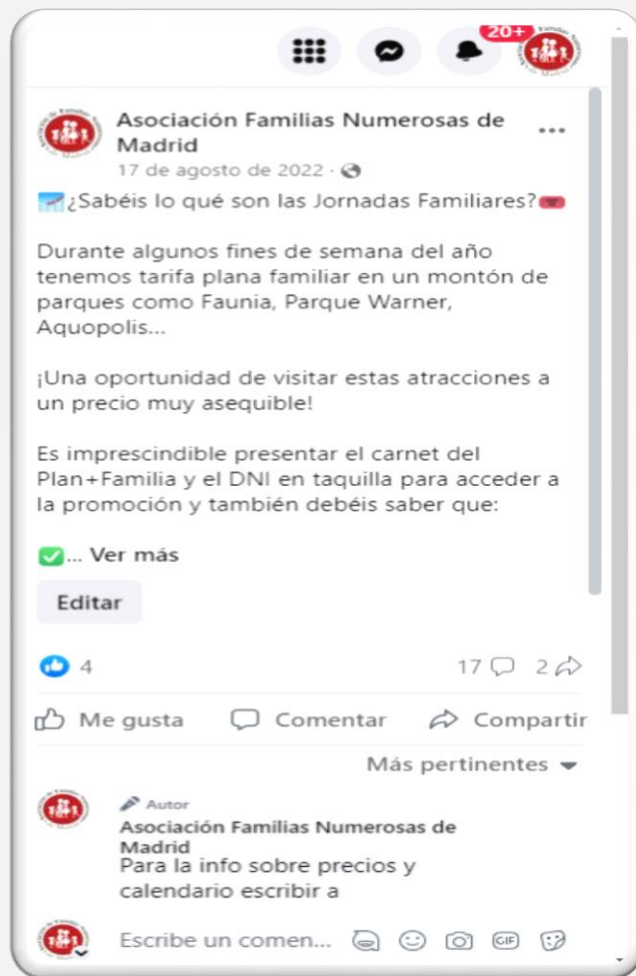 20+
Asociación Familias Numerosas de
Madrid
17 de agosto de 2022 ·
¿Sabéis lo qué son las Jornadas Familiares?
Durante algunos fines de semana del año
tenemos tarifa plana familiar en un montón de
parques como Faunia, Parque Warner,
Aquopolis...
¡Una oportunidad de visitar estas atracciones a
un precio muy asequible!
Es imprescindible presentar el carnet del
Plan+Familia y el DNI en taquilla para acceder a
la promoción y también debéis saber que:
✅... Ver más
Editar
4 17 2
Me gusta Comentar Compartir
Más pertinentes
Autor
Asociación Familias Numerosas de
Madrid
Para la info sobre precios y
calendario escribir a
Escribe un comen... GIF